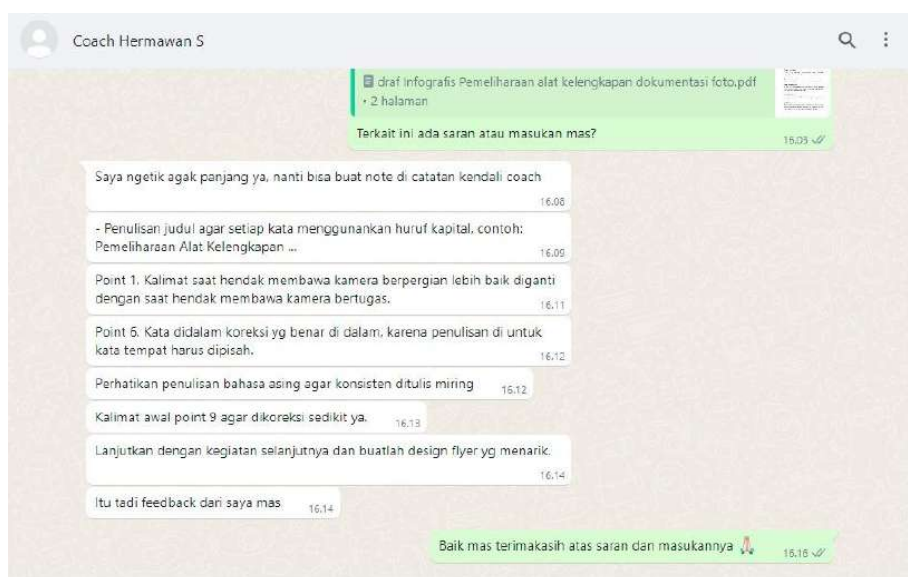 Coach Hermawan S
draf Infografis Pemeliharaan alat kelengkapan dokumentasi foto.pdf
• 2 halaman
Terkait ini ada saran atau masukan mas?
16.05
Saya ngetik agak panjang ya, nanti bisa buat note di catatan kendali coach
16.08
- Penulisan judul agar setiap kata menggunankan huruf kapital, contoh:
Pemeliharaan Alat Kelengkapan ...
16.09
Point 1. Kalimat saat hendak membawa kamera berpergian lebih baik diganti
dengan saat hendak membawa kamera bertugas.
16.11
Point 6. Kata didalam koreksi yg benar di dalam, karena penulisan di untuk
kata tempat harus dipisah.
16.12
Perhatikan penulisan bahasa asing agar konsisten ditulis miring
16.12
Kalimat awal point 9 agar dikoreksi sedikit ya.
16.13
Lanjutkan dengan kegiatan selanjutnya dan buatlah design flyer yg menarik.
16.14
Itu tadi feedback dari saya mas
16.14
Baik mas terimakasih atas saran dan masukannya 🙏
16.16